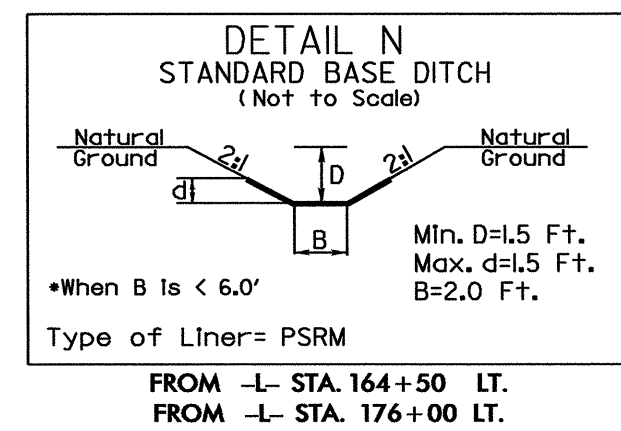 DETAIL N
STANDARD BASE DITCH
(Not to Scale)
Natural
Ground
2:1
D
d
2:1
Natural
Ground
B
Min. D=1.5 Ft.
Max. d=1.5 Ft.
B=2.0 Ft.
*When B is < 6.0'
Type of Liner= PSRM
FROM -L- STA. 164+50 LT.
FROM -L- STA. 176+00 LT.